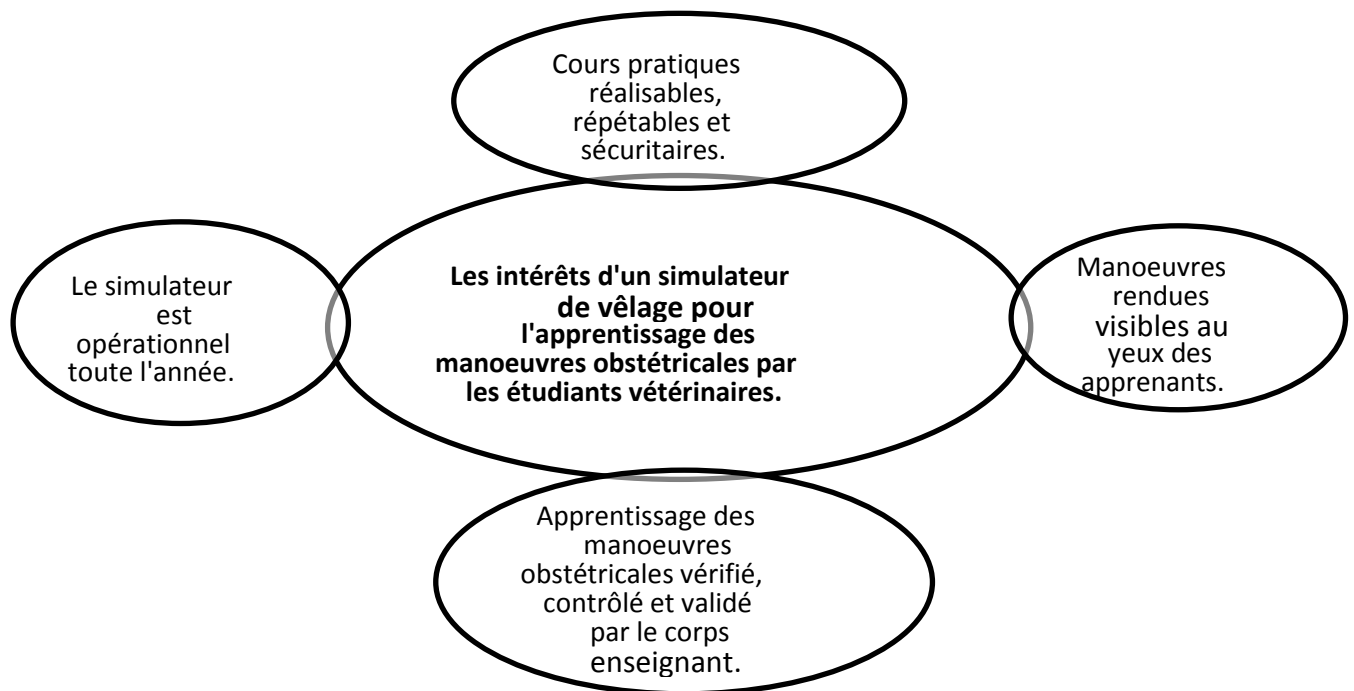 Cours pratiques
réalisables,
répétables et
sécuritaires.
Le simulateur
est
opérationnel
toute l'année.
Les intérêts d'un simulateur
de vêlage pour
l'apprentissage des
manoeuvres obstétricales par
les étudiants vétérinaires.
Manoeuvres
rendues
visibles au
yeux des
apprenants.
Apprentissage des
manoeuvres
obstétricales vérifié,
contrôlé et validé
par le corps
enseignant.